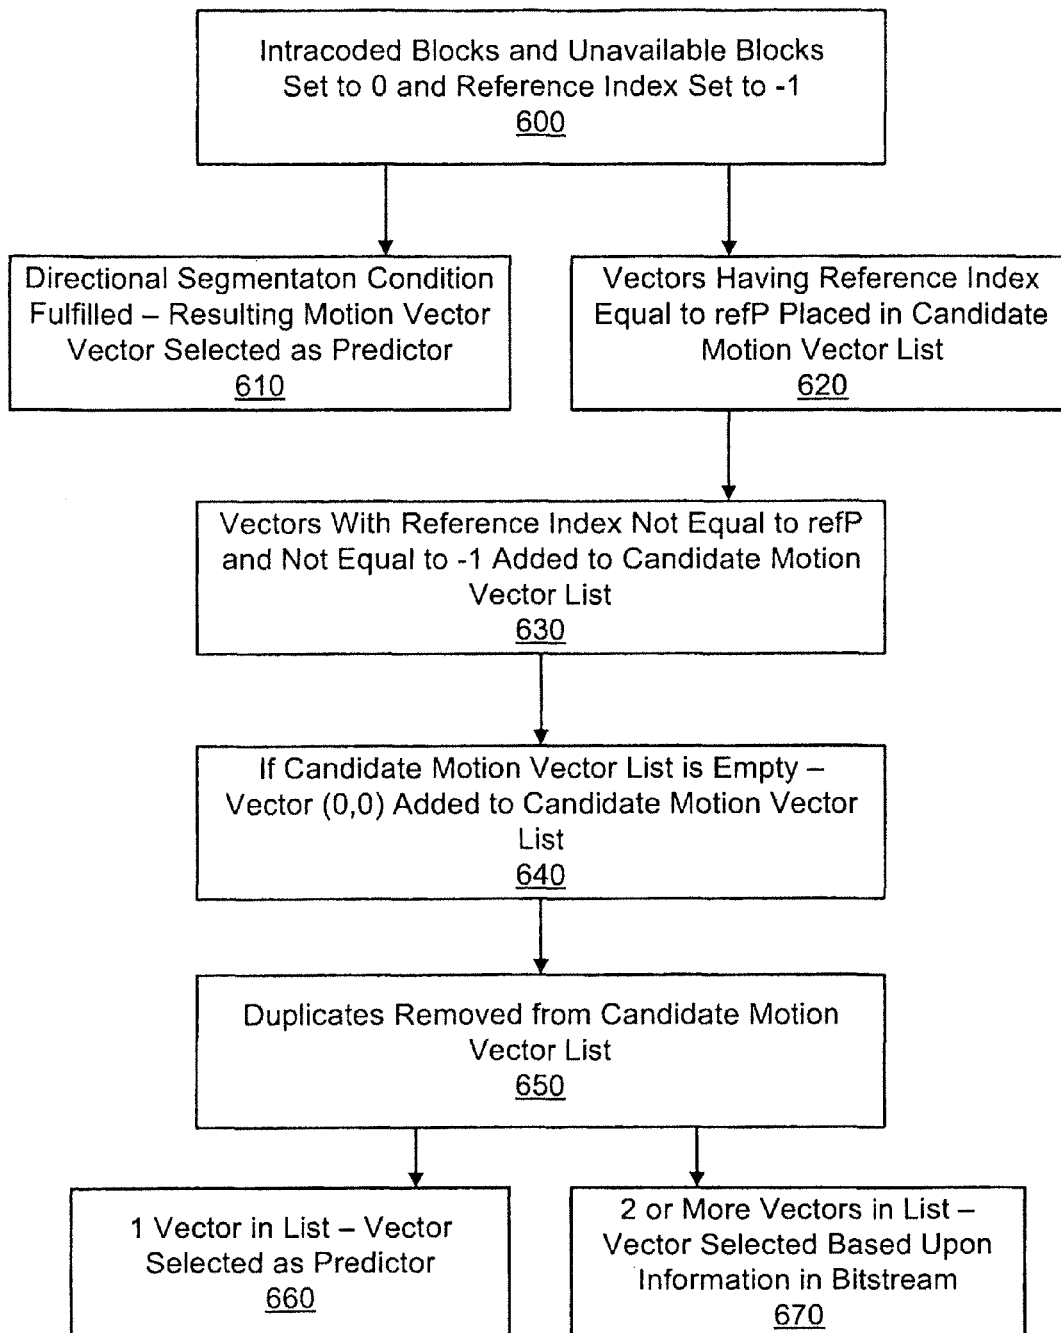 Intracoded Blocks and Unavailable Blocks
Set to 0 and Reference Index Set to -1
600
Directional Segmentaton Condition
Fulfilled – Resulting Motion Vector
Vector Selected as Predictor
610
Vectors Having Reference Index
Equal to refP Placed in Candidate
Motion Vector List
620
Vectors With Reference Index Not Equal to refP
and Not Equal to -1 Added to Candidate Motion
Vector List
630
If Candidate Motion Vector List is Empty –
Vector (0,0) Added to Candidate Motion Vector
List
640
Duplicates Removed from Candidate Motion
Vector List
650
1 Vector in List – Vector
Selected as Predictor
660
2 or More Vectors in List –
Vector Selected Based Upon
Information in Bitstream
670